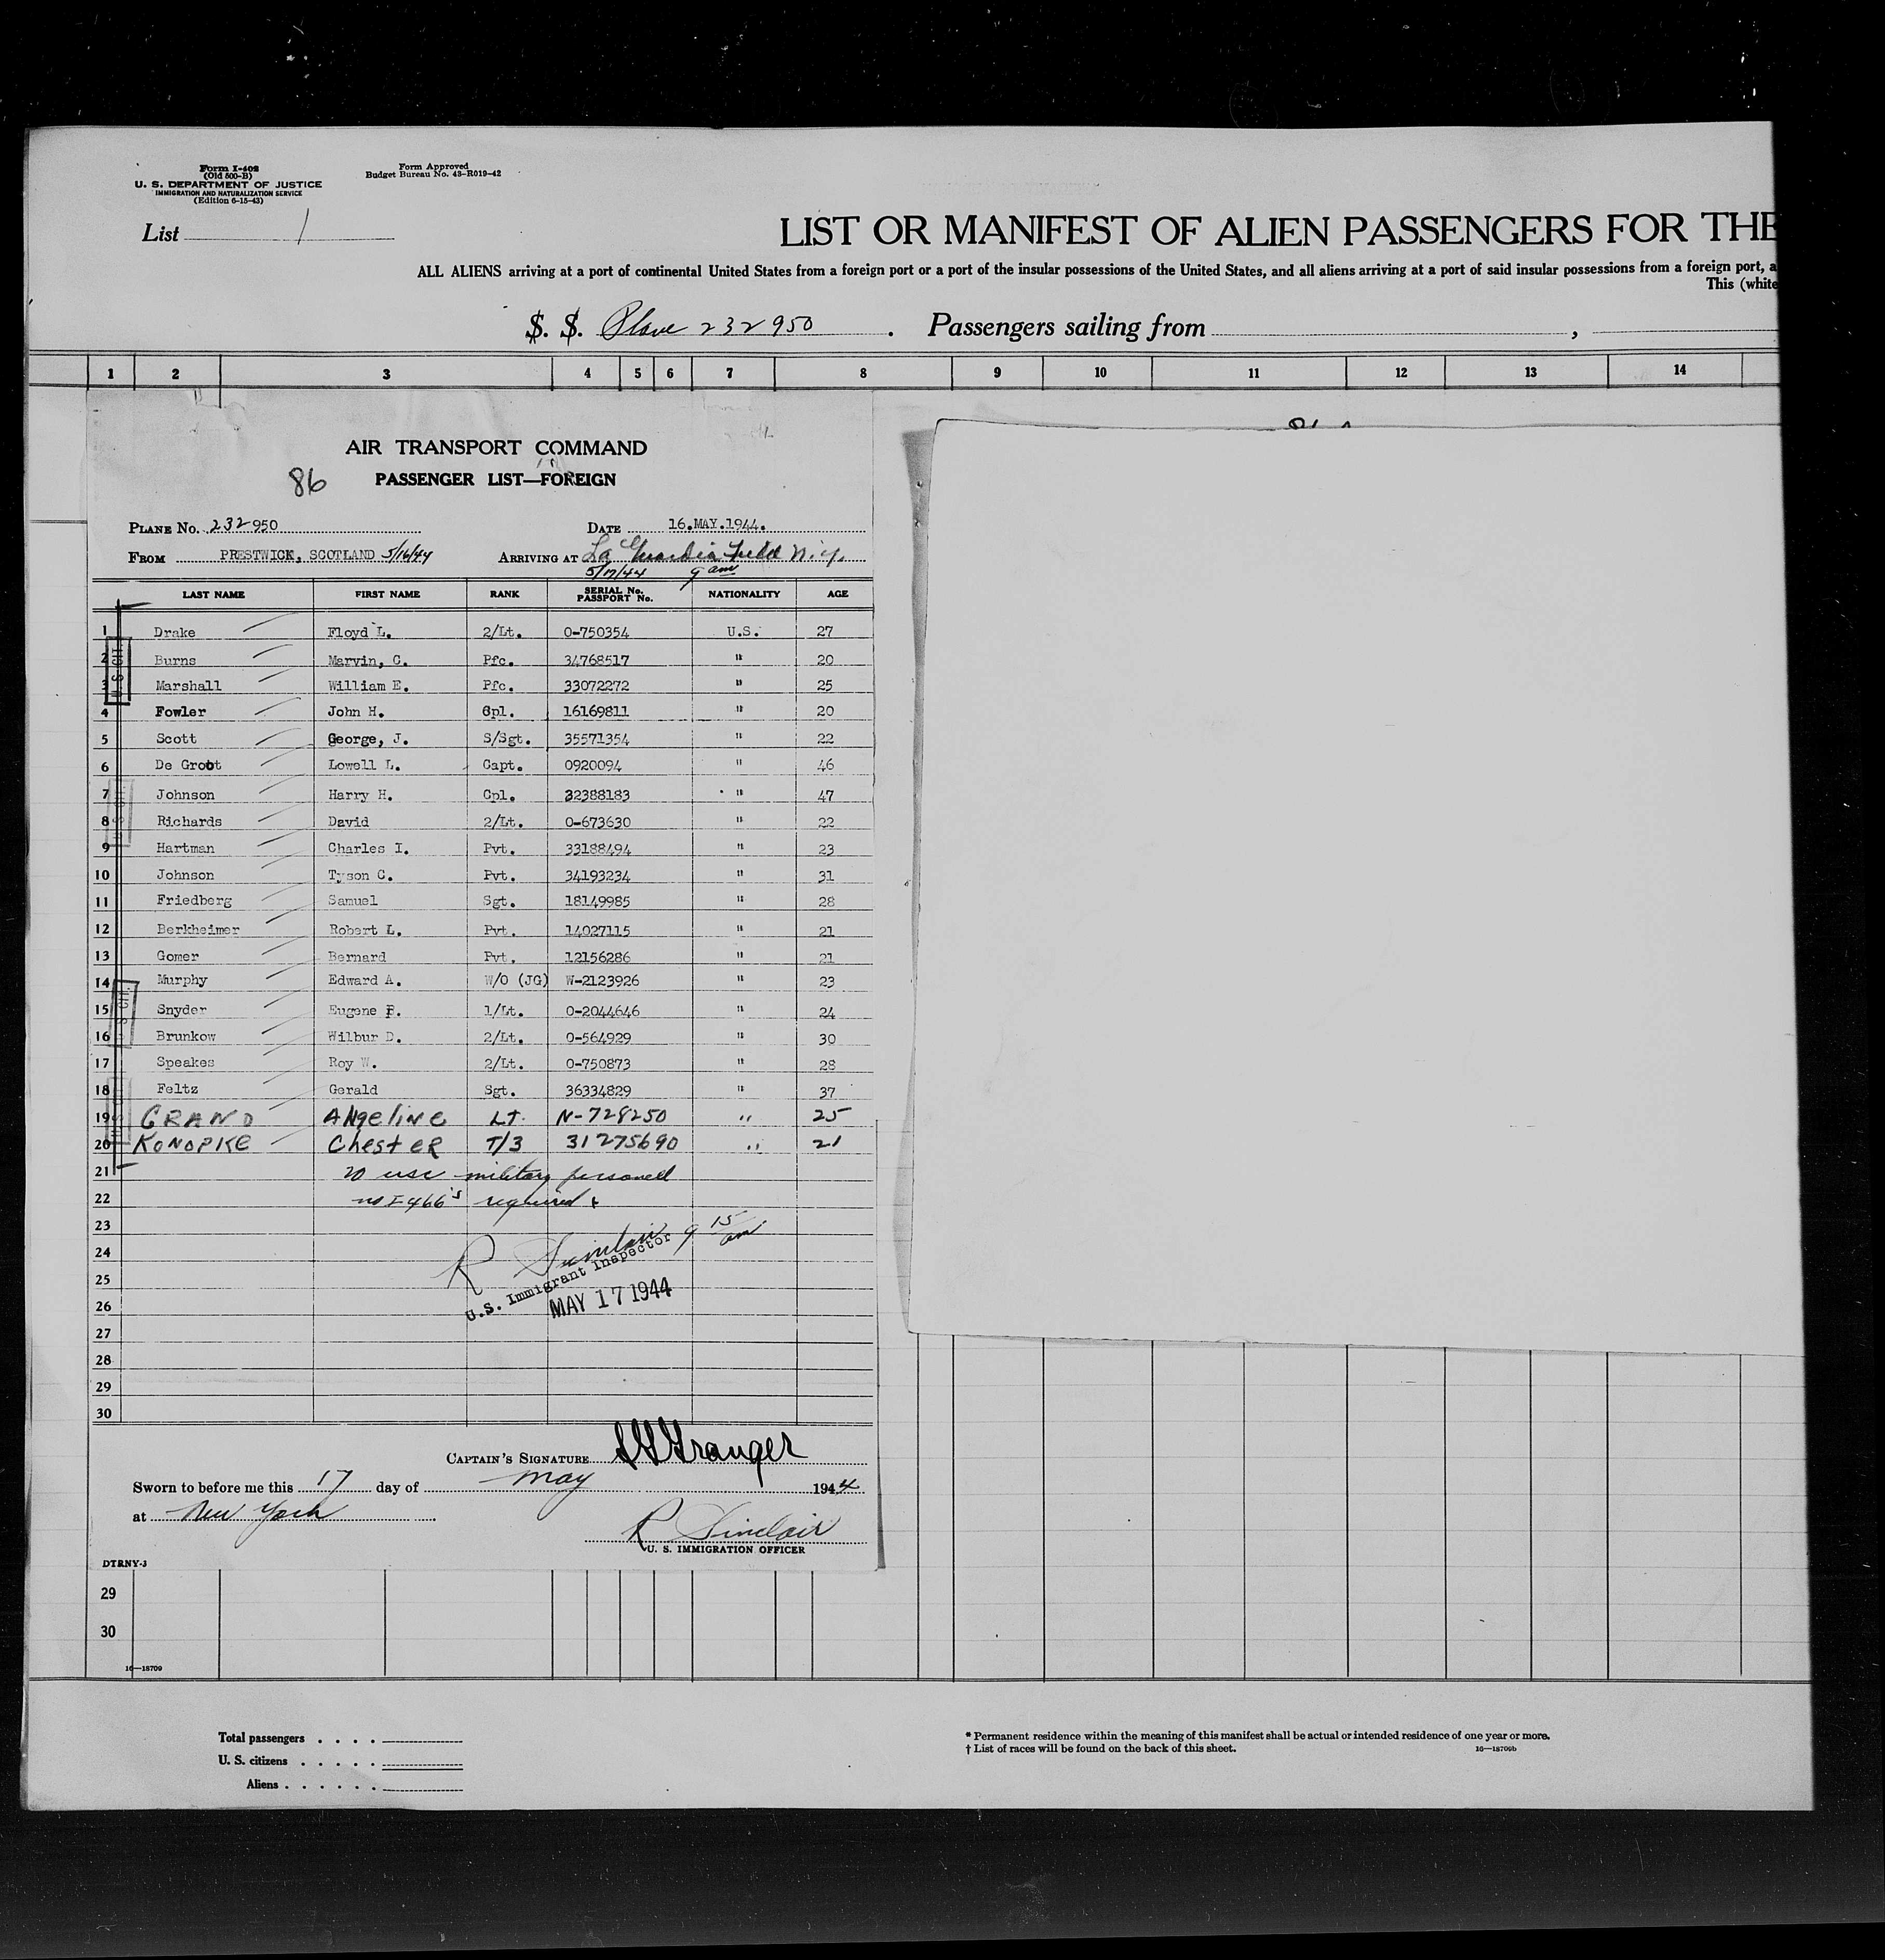 Form I-402
(Old 500-B)
U. S. DEPARTMENT OF JUSTICE
IMMIGRATION AND NATURALIZATION SERVICE
(Edition 6-15-43)
Form Approved
Budget Bureau No. 43-R019-42
List 1
LIST OR MANIFEST OF ALIEN PASSENGERS FOR THE
ALL ALIENS arriving at a port of continental United States from a foreign port or a port of the insular possessions of the United States, and all aliens arriving at a port of said insular possessions from a foreign port, a
This (white
S. S. Plane 232950 . Passengers sailing from ,
1 2 3 4 5 6 7 8 9 10 11 12 13 14
AIR TRANSPORT COMMAND
86 PASSENGER LIST—FOREIGN
PLANE No. 232950 DATE 16.MAY.1944.
FROM PRESTWICK, SCOTLAND 5/16/44 ARRIVING AT La Guardia Field N.Y.
5/17/44 9 am
LAST NAME FIRST NAME RANK SERIAL No. PASSPORT No. NATIONALITY AGE
1 Drake Floyd L. 2/Lt. 0-750354 U.S. 27
2 Burns Marvin, C. Pfc. 34768517 " 20
3 Marshall William E. Pfc. 33072272 " 25
4 Fowler John H. Cpl. 16169811 " 20
5 Scott George, J. S/Sgt. 35571354 " 22
6 De Groot Lowell L. Capt. 0920094 " 46
7 Johnson Harry H. Cpl. 32388183 " 47
8 Richards David 2/Lt. 0-673630 " 22
9 Hartman Charles I. Pvt. 33188494 " 23
10 Johnson Tyson C. Pvt. 34193234 " 31
11 Friedberg Samuel Sgt. 18149985 " 28
12 Berkheimer Robert L. Pvt. 14027115 " 21
13 Gomer Bernard Pvt. 12156286 " 21
14 Murphy Edward A. W/O (JG) W-2123926 " 23
15 Snyder Eugene F. 1/Lt. 0-2044646 " 24
16 Brunkow Wilbur D. 2/Lt. 0-564929 " 30
17 Speakes Roy W. 2/Lt. 0-750873 " 28
18 Feltz Gerald Sgt. 36334829 " 37
19 GRAND ANgeliNe LT. N-728250 " 25
20 KONOPKE ChesteR T/3 31275690 " 21
21 20 usc military personell
22 no I 466's required
23
24 R Sinclair 9 15 am
25 U.S. Immigrant Inspector
26 MAY 17 1944
27
28
29
30
CAPTAIN'S SIGNATURE Granger
Sworn to before me this 17 day of May 1944
at New York
R Sinclair
U. S. IMMIGRATION OFFICER
DTRNY-3
29
30
16—18709
Total passengers . . . .
U. S. citizens . . . . .
Aliens . . . . . .
* Permanent residence within the meaning of this manifest shall be actual or intended residence of one year or more.
† List of races will be found on the back of this sheet. 16—18709b